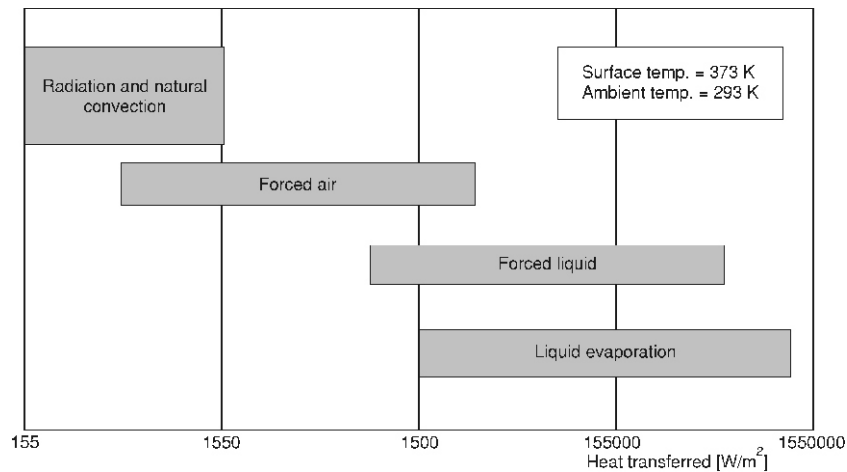 Radiation and natural
convection
Surface temp. = 373 K
Ambient temp. = 293 K
Forced air
Forced liquid
Liquid evaporation
155 1550 1500 155000 1550000
Heat transferred [W/m²]